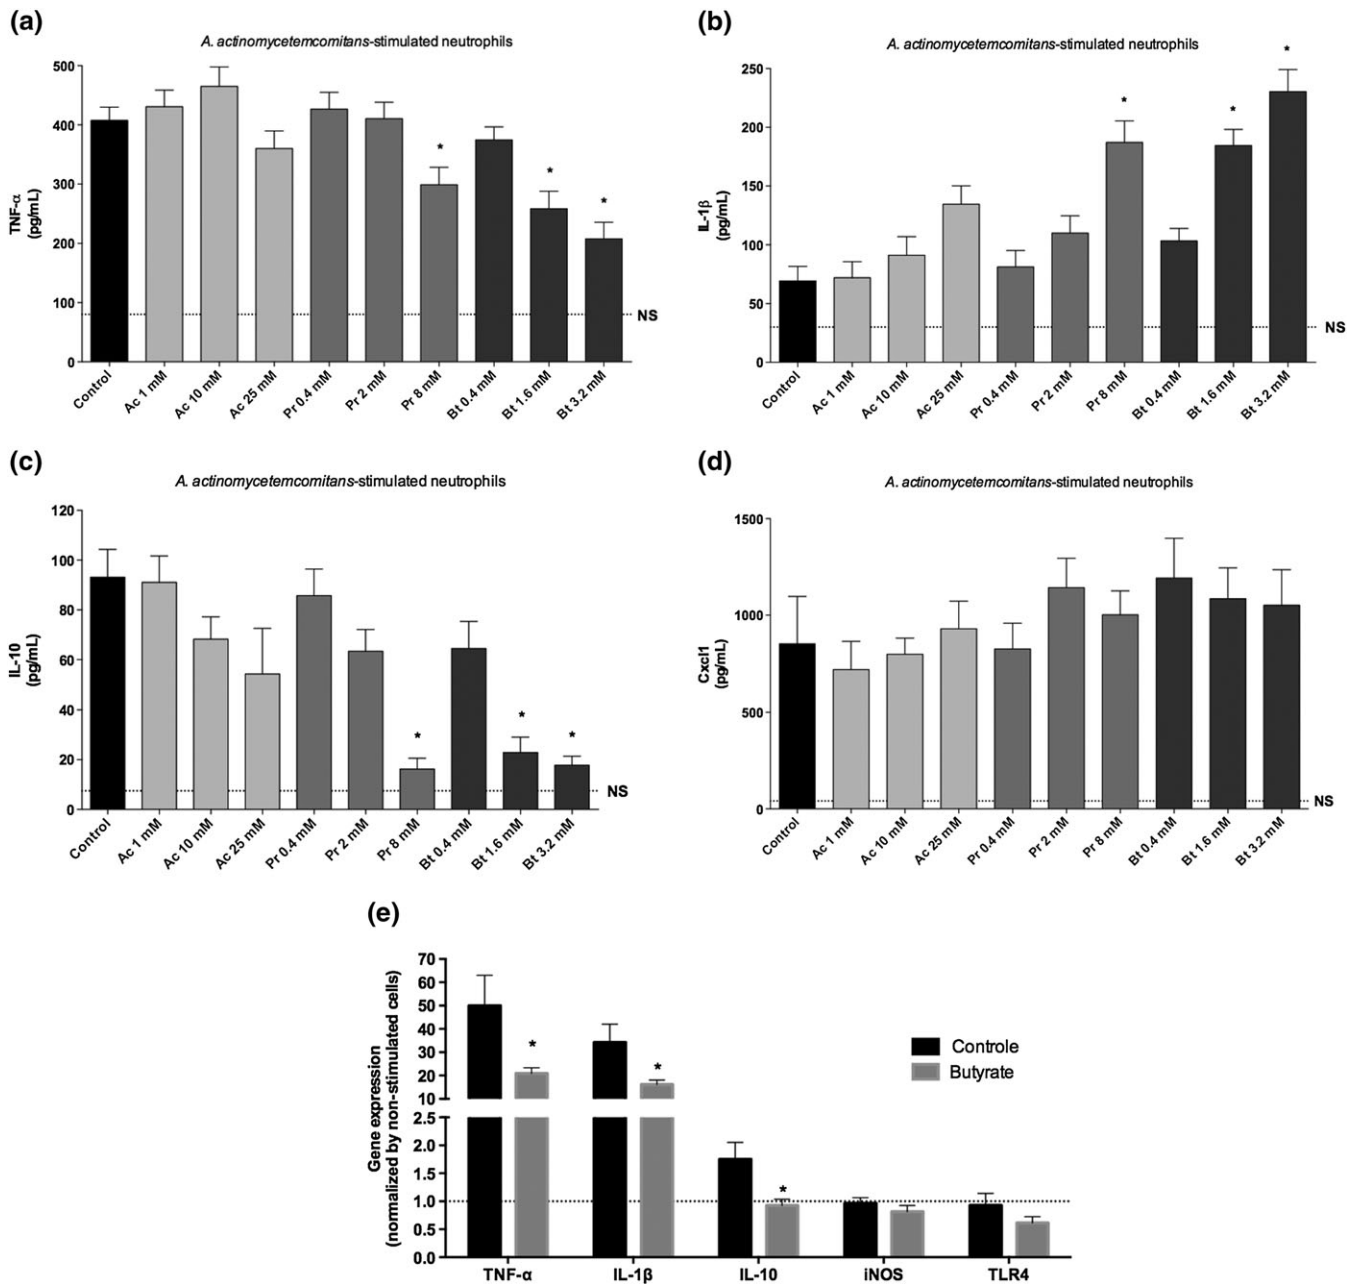 (a)
A. actinomycetemcomitans-stimulated neutrophils
TNF-α
(pg/mL)
500
400
300
200
100
0
NS
Control
Ac 1 mM
Ac 10 mM
Ac 25 mM
Pr 0.4 mM
Pr 2 mM
Pr 8 mM
Bt 0.4 mM
Bt 1.6 mM
Bt 3.2 mM
*
*
*
(b)
A. actinomycetemcomitans-stimulated neutrophils
IL-1β
(pg/mL)
250
200
150
100
50
0
NS
Control
Ac 1 mM
Ac 10 mM
Ac 25 mM
Pr 0.4 mM
Pr 2 mM
Pr 8 mM
Bt 0.4 mM
Bt 1.6 mM
Bt 3.2 mM
*
*
*
(c)
A. actinomycetemcomitans-stimulated neutrophils
IL-10
(pg/mL)
120
100
80
60
40
20
0
NS
Control
Ac 1 mM
Ac 10 mM
Ac 25 mM
Pr 0.4 mM
Pr 2 mM
Pr 8 mM
Bt 0.4 mM
Bt 1.6 mM
Bt 3.2 mM
*
*
*
(d)
A. actinomycetemcomitans-stimulated neutrophils
Cxcl1
(pg/mL)
1500
1000
500
0
NS
Control
Ac 1 mM
Ac 10 mM
Ac 25 mM
Pr 0.4 mM
Pr 2 mM
Pr 8 mM
Bt 0.4 mM
Bt 1.6 mM
Bt 3.2 mM
(e)
Gene expression
(normalized by non-stimulated cells)
70
60
50
40
30
20
10
2.5
2.0
1.5
1.0
0.5
0.0
*
*
*
TNF-α
IL-1β
IL-10
iNOS
TLR4
Controle
Butyrate